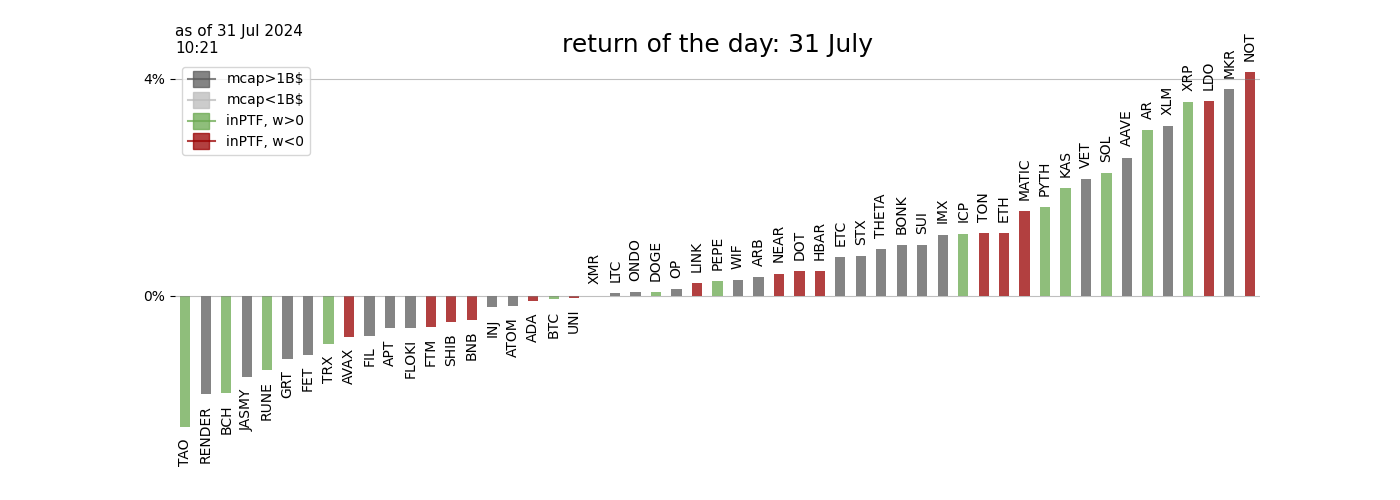 as of 31 Jul 2024
10:21
return of the day: 31 July
4%
mcap>1B$
mcap<1B$
inPTF, w>0
inPTF, w<0
0%
TAO
RENDER
BCH
JASMY
RUNE
GRT
FET
TRX
AVAX
FIL
APT
FLOKI
FTM
SHIB
BNB
INJ
ATOM
ADA
BTC
UNI
XMR
LTC
ONDO
DOGE
OP
LINK
PEPE
WIF
ARB
NEAR
DOT
HBAR
ETC
STX
THETA
BONK
SUI
IMX
ICP
TON
ETH
MATIC
PYTH
KAS
VET
SOL
AAVE
AR
XLM
XRP
LDO
MKR
NOT